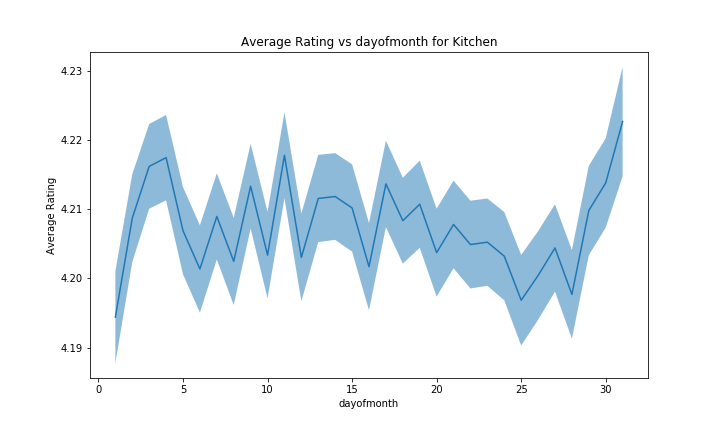 Average Rating vs dayofmonth for Kitchen
Average Rating
4.23
4.22
4.21
4.20
4.19
0 5 10 15 20 25 30
dayofmonth